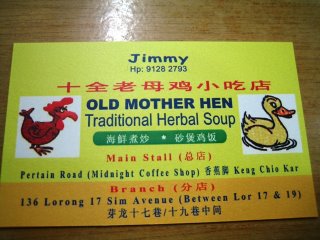 Jimmy
Hp: 9128 2793
十全老母鸡小吃店
OLD MOTHER HEN
Traditional Herbal Soup
海鲜煮炒 * 砂煲鸡饭
Main Stall (总店)
Pertain Road (Midnight Coffee Shop) 香蕉脚 Keng Chio Kar
Branch (分店)
136 Lorong 17 Sim Avenue (Between Lor 17 & 19)
芽龙十七巷/十九巷中间